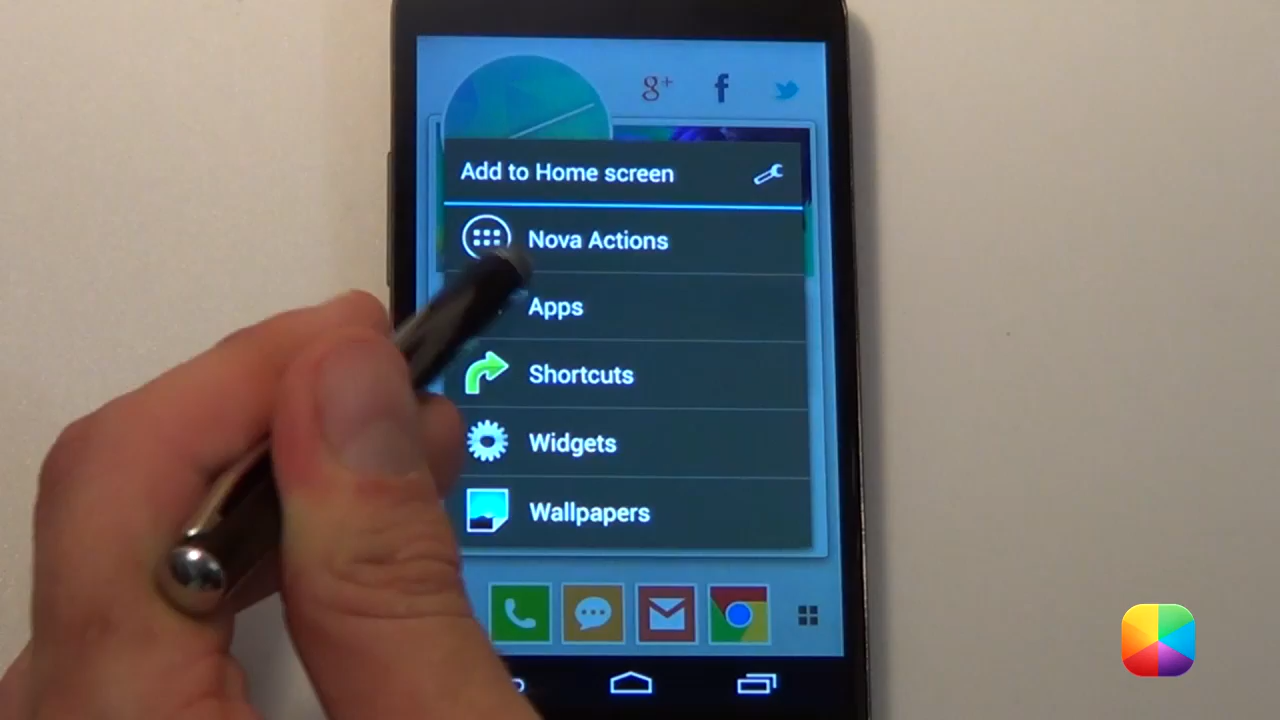 g+ f
Add to Home screen
Nova Actions
Apps
Shortcuts
Widgets
Wallpapers